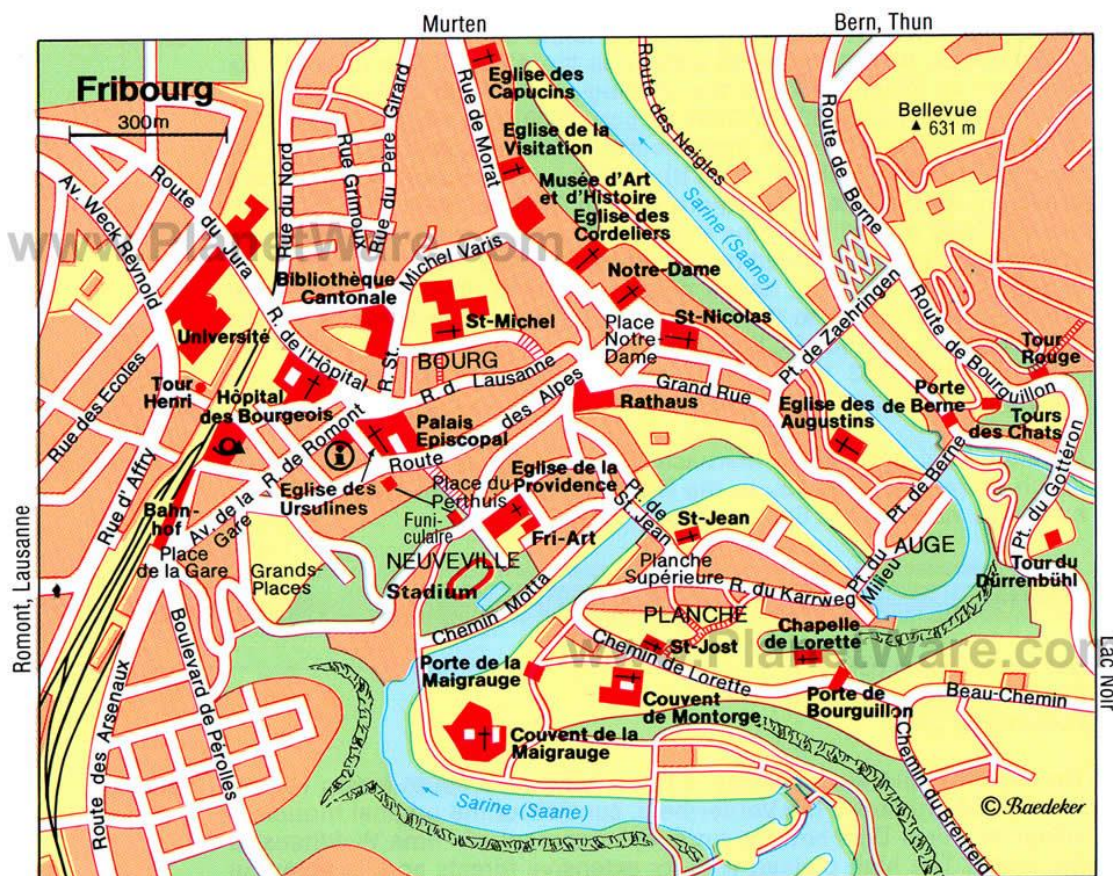 Murten
Bern, Thun
Fribourg
300m
Eglise des
Capucins
Rue de Morat
Route des Neigles
Bellevue
▲ 631 m
Route de Berne
Av. Weck Reynold
Route du Jura
Rue du Nord
Rue Grimoux
Rue du Père Girard
Eglise de la
Visitation
Musée d'Art
et d'Histoire
Eglise des
Cordeliers
Sarine (Saane)
www.PlanetWare.com
Michel Varis
Bibliothèque
Cantonale
Notre-Dame
St-Michel
St-Nicolas
Place
Notre-
Dame
Pt. de Zaehringen
Route de Bourguillon
Tour
Rouge
Université
R. de l'Hôpital
R. St.
BOURG
R. d. Lausanne
Route des Alpes
Grand Rue
Rue des Ecoles
Tour
Henri
Hôpital
des Bourgeois
Palais
Episcopal
Rathaus
Eglise des
Augustins
Porte
de Berne
Tours
des Chats
Rue d'Affry
Av. de la Gare
R. de Romont
i
Eglise des
Ursulines
Place du
Perthuis
Eglise de la
Providence
Pt. de Berne
Pt. du Gottéron
Bahn-
hof
Place
de la Gare
Funi-
culaire
Fri-Art
Pt. de
St Jean
St-Jean
AUGE
Tour du
Dürrenbühl
Grands-
Places
NEUVEVILLE
Stadium
Planche
Supérieure
R. du Karrweg
Pt. du
Milieu
Romont, Lausanne
Chemin Motta
PLANCHE
Chapelle
de Lorette
Boulevard de Pérolles
Route des Arsenaux
Porte de la
Maigrauge
St-Jost
Chemin de Lorette
www.PlanetWare.com
Lac Noir
Couvent
de Montorge
Porte de
Bourguillon
Beau-Chemin
Couvent de la
Maigrauge
Chemin du Breitfeld
Sarine (Saane)
© Baedeker